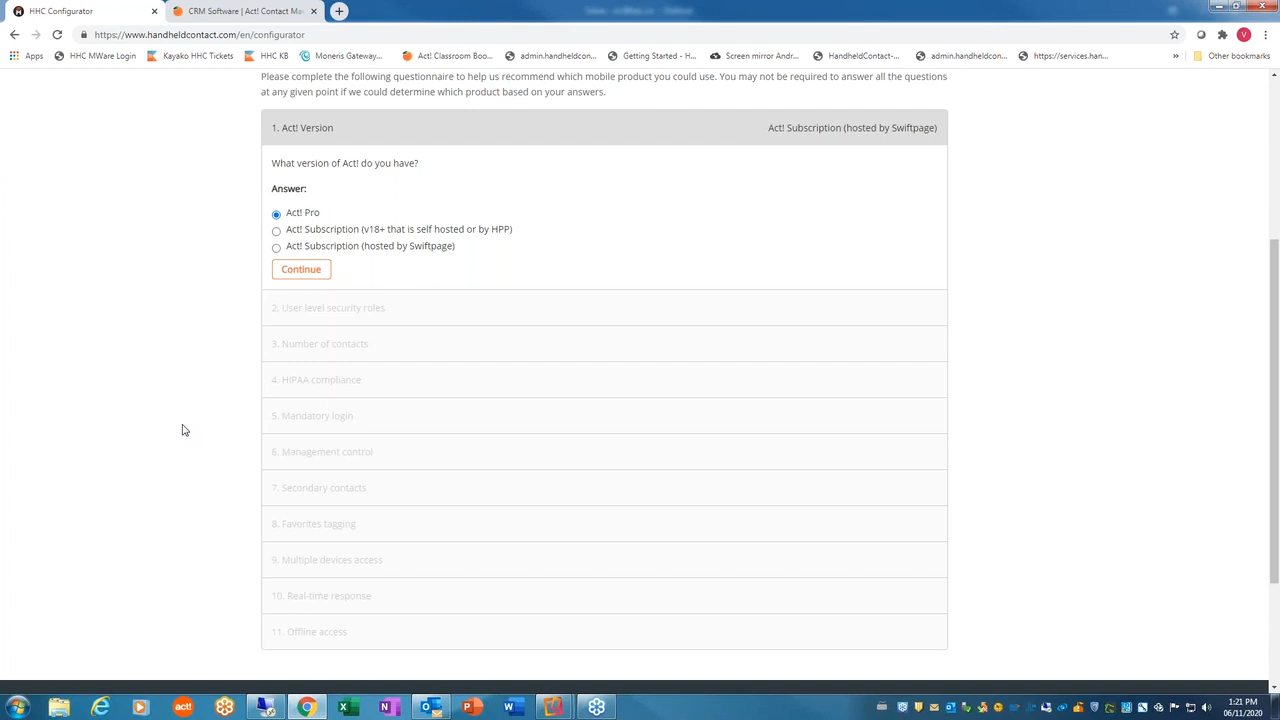 HHC Configurator
CRM Software | Act! Contact Ma
https://www.handheldcontact.com/en/configurator
V
Apps
HHC MWare Login
Kayako HHC Tickets
HHC KB
Moneris Gateway...
Act! Classroom Boo...
admin.handheldcon...
Getting Started - H...
Screen mirror Andr...
HandheldContact-...
admin.handheldcon...
https://services.han...
»
Other bookmarks
Please complete the following questionnaire to help us recommend which mobile product you could use. You may not be required to answer all the questions
at any given point if we could determine which product based on your answers.
1. Act! Version
Act! Subscription (hosted by Swiftpage)
What version of Act! do you have?
Answer:
Act! Pro
Act! Subscription (v18+ that is self hosted or by HPP)
Act! Subscription (hosted by Swiftpage)
Continue
2. User level security roles
3. Number of contacts
4. HIPAA compliance
5. Mandatory login
6. Management control
7. Secondary contacts
8. Favorites tagging
9. Multiple devices access
10. Real-time response
11. Offline access
act!
1:21 PM
06/11/2020